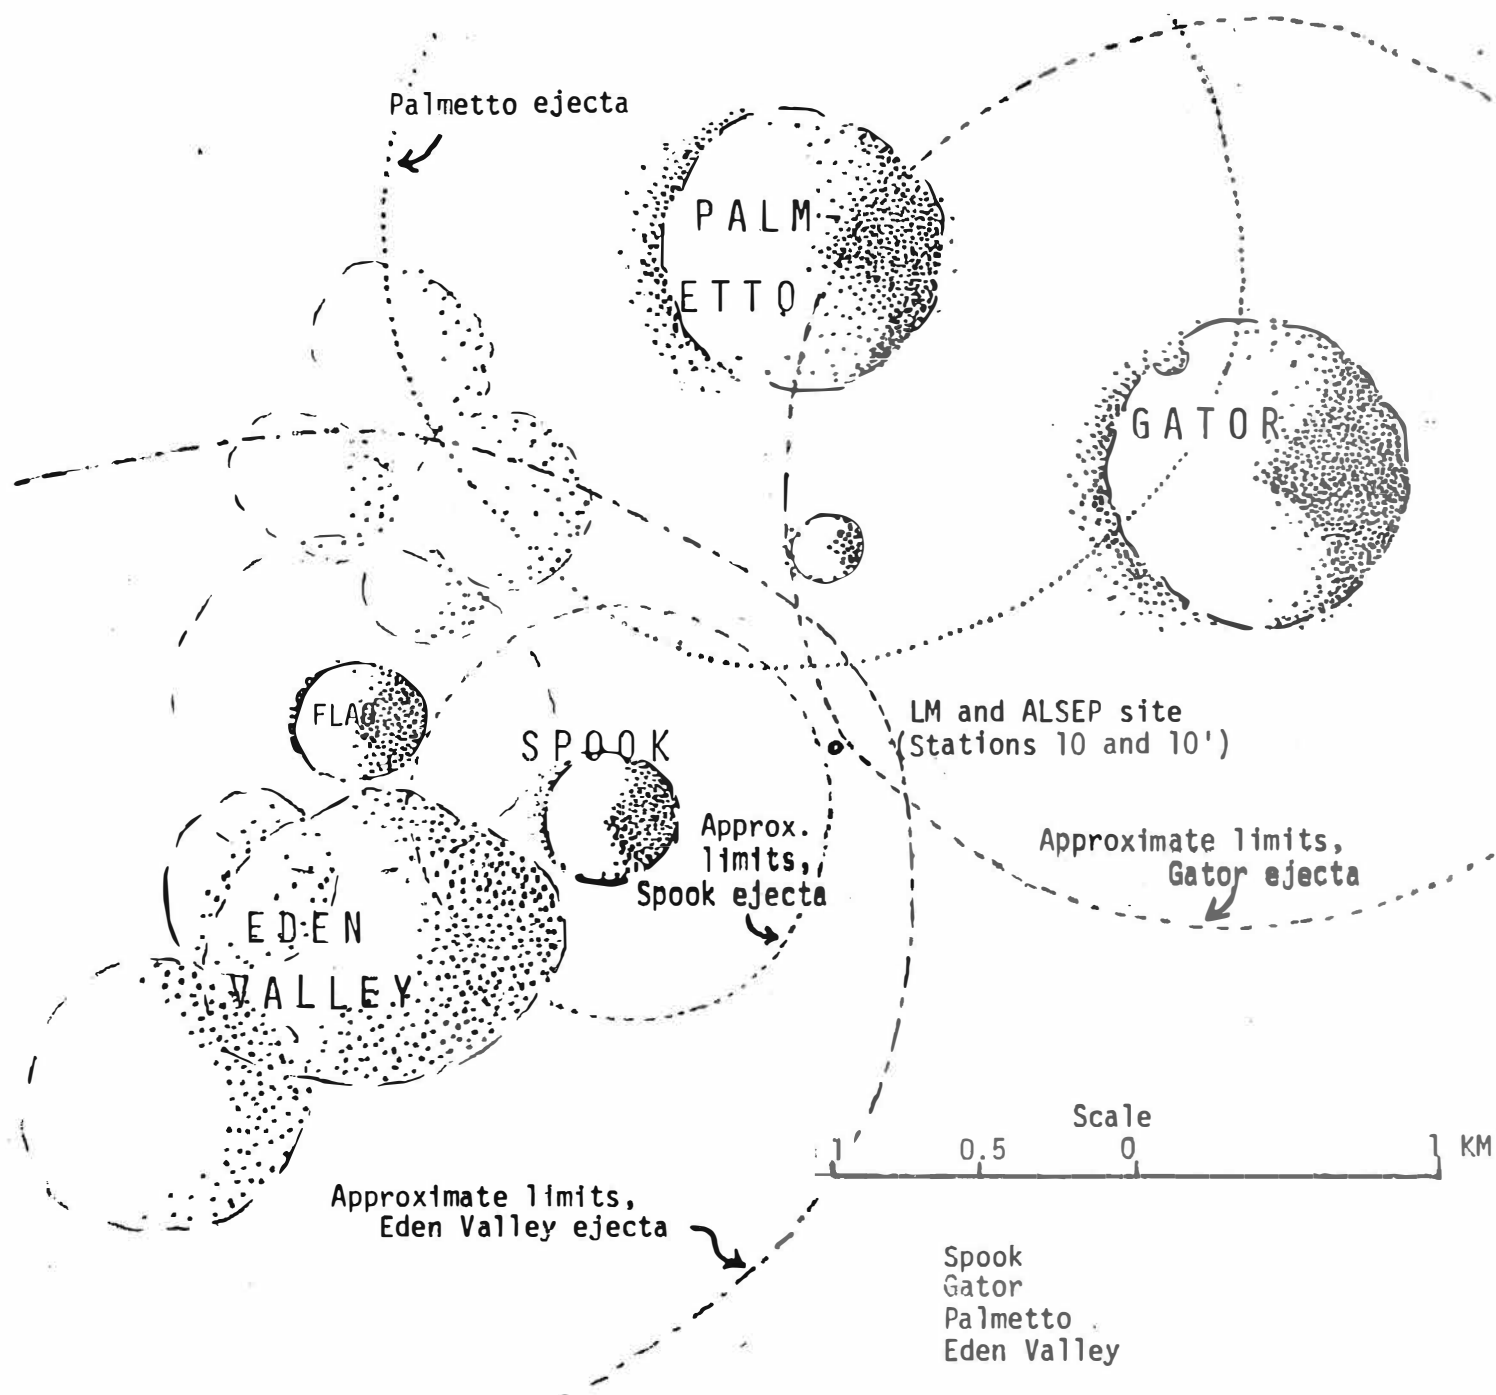 Palmetto ejecta
PALM-
ETTO
GATOR
FLAG
SPOOK
LM and ALSEP site
(Stations 10 and 10')
Approx.
limits,
Spook ejecta
Approximate limits,
Gator ejecta
EDEN
VALLEY
Scale
1 0.5 0 1 KM
Approximate limits,
Eden Valley ejecta
Spook
Gator
Palmetto
Eden Valley